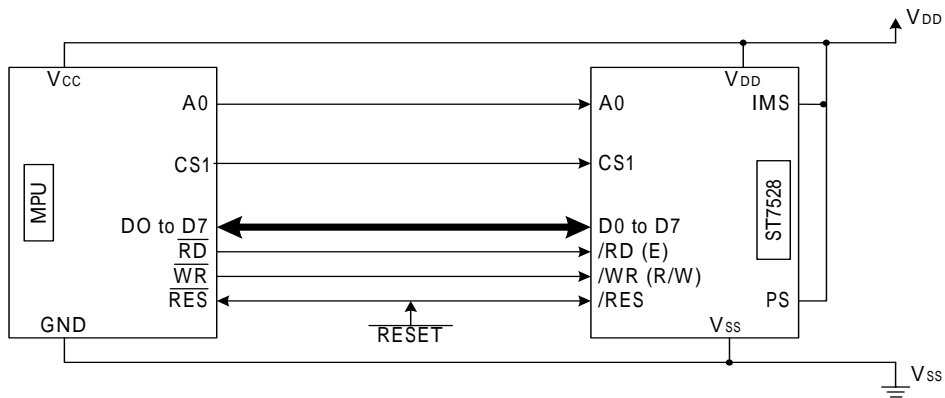 VDD
VCC
VDD
A0
A0
IMS
CS1
CS1
MPU
ST7528
DO to D7
D0 to D7
RD
/RD (E)
WR
/WR (R/W)
RES
/RES
PS
GND
RESET
VSS
VSS